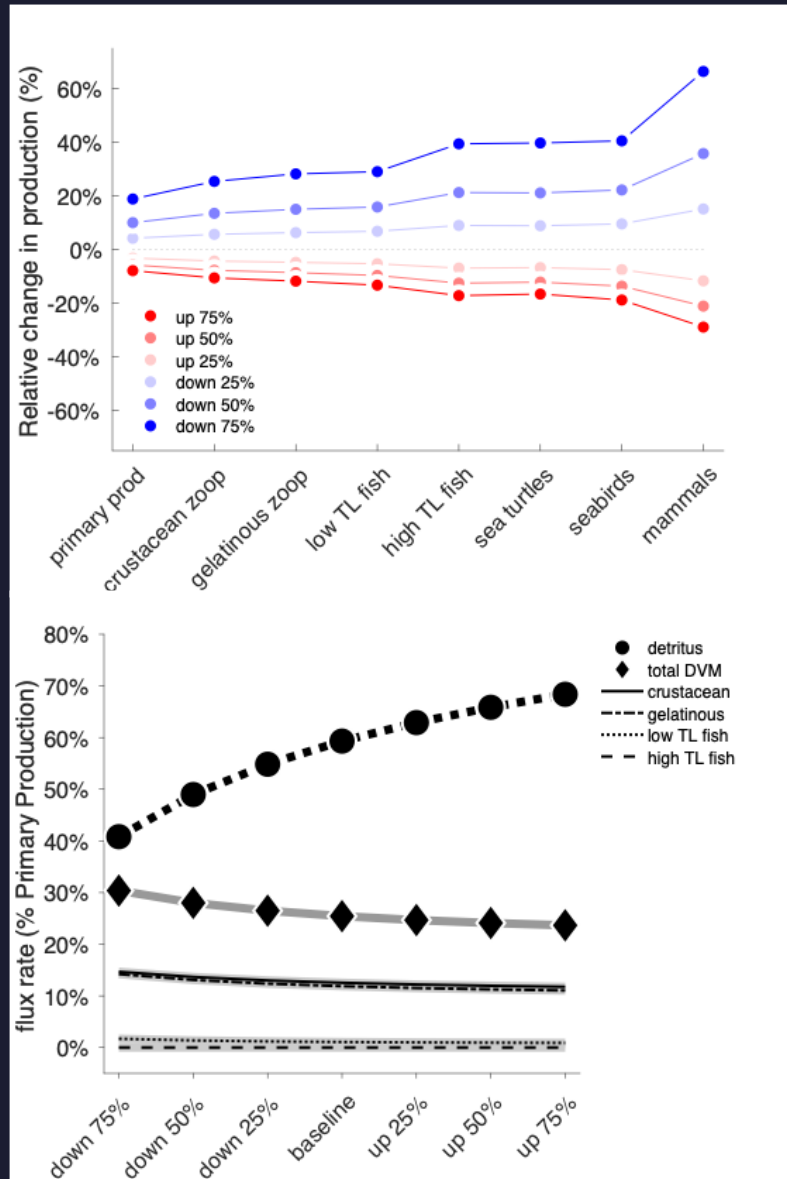 Relative change in production (%)
60%
40%
20%
0%
-20%
-40%
-60%
up 75%
up 50%
up 25%
down 25%
down 50%
down 75%
primary prod
crustacean zoop
gelatinous zoop
low TL fish
high TL fish
sea turtles
seabirds
mammals
flux rate (% Primary Production)
80%
70%
60%
50%
40%
30%
20%
10%
0%
detritus
total DVM
crustacean
gelatinous
low TL fish
high TL fish
down 75%
down 50%
down 25%
baseline
up 25%
up 50%
up 75%